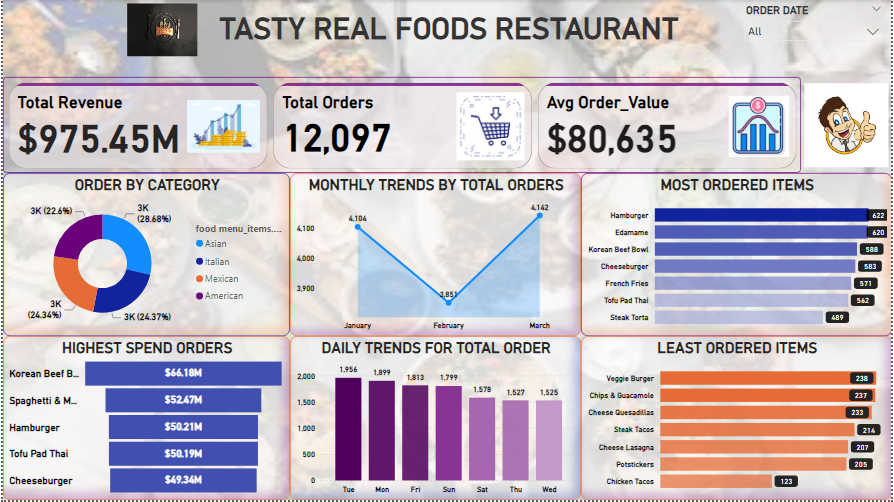 TASTY REAL FOODS RESTAURANT
ORDER DATE
All
Total Revenue
$975.45M
Total Orders
12,097
Avg Order_Value
$80,635
ORDER BY CATEGORY
3K (22.6%)
3K
(28.68%)
3K
(24.34%)
3K (24.37%)
food menu_items....
Asian
Italian
Mexican
American
MONTHLY TRENDS BY TOTAL ORDERS
4,100
4,000
3,900
4,104
3,851
4,142
January
February
March
MOST ORDERED ITEMS
Hamburger 622
Edamame 620
Korean Beef Bowl 588
Cheeseburger 583
French Fries 571
Tofu Pad Thai 562
Steak Torta 489
HIGHEST SPEND ORDERS
Korean Beef B... $66.18M
Spaghetti & M... $52.47M
Hamburger $50.21M
Tofu Pad Thai $50.19M
Cheeseburger $49.34M
DAILY TRENDS FOR TOTAL ORDER
2,000
1,500
1,000
500
0
1,956
1,899
1,813
1,799
1,578
1,527
1,525
Tue
Mon
Fri
Sun
Sat
Thu
Wed
LEAST ORDERED ITEMS
Veggie Burger 238
Chips & Guacamole 237
Cheese Quesadillas 233
Steak Tacos 214
Cheese Lasagna 207
Potstickers 205
Chicken Tacos 123